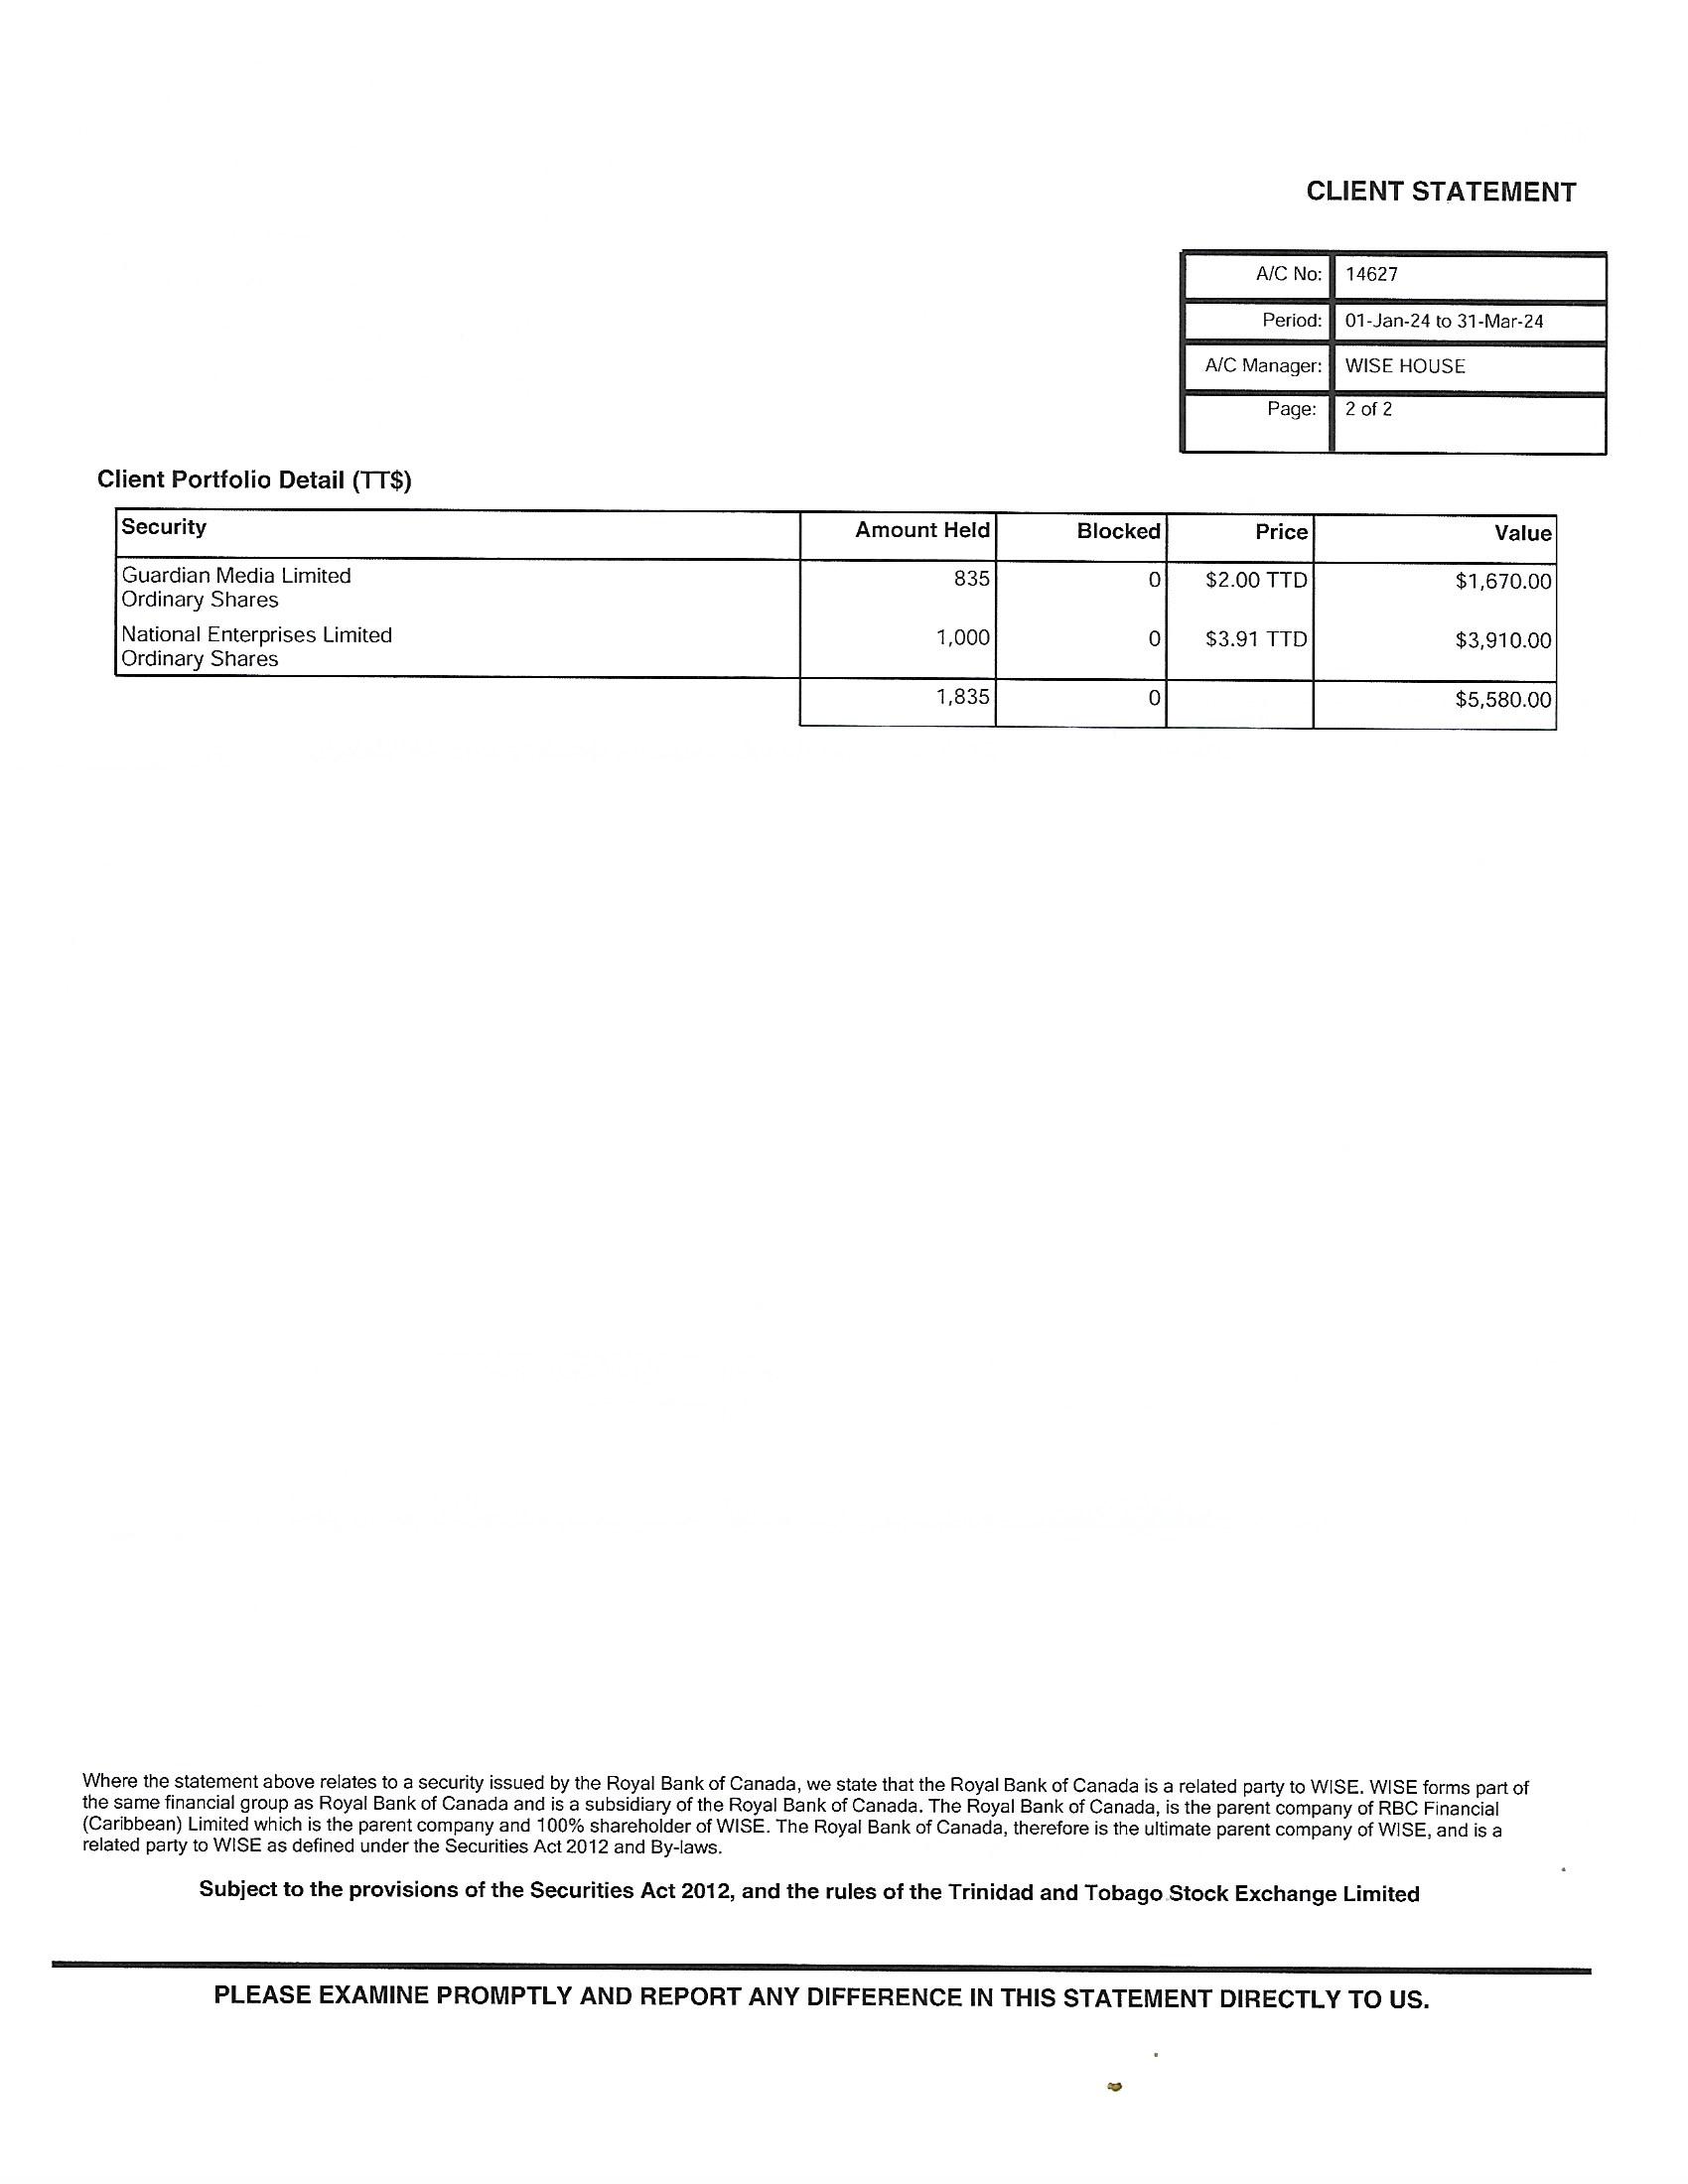 CLIENT STATEMENT
A/C No: 14627
Period: 01-Jan-24 to 31-Mar-24
A/C Manager: WISE HOUSE
Page: 2 of 2
Client Portfolio Detail (TT$)
Security Amount Held Blocked Price Value
Guardian Media Limited 835 0 $2.00 TTD $1,670.00
Ordinary Shares
National Enterprises Limited 1,000 0 $3.91 TTD $3,910.00
Ordinary Shares
1,835 0 $5,580.00
Where the statement above relates to a security issued by the Royal Bank of Canada, we state that the Royal Bank of Canada is a related party to WISE. WISE forms part of
the same financial group as Royal Bank of Canada and is a subsidiary of the Royal Bank of Canada. The Royal Bank of Canada, is the parent company of RBC Financial
(Caribbean) Limited which is the parent company and 100% shareholder of WISE. The Royal Bank of Canada, therefore is the ultimate parent company of WISE, and is a
related party to WISE as defined under the Securities Act 2012 and By-laws.
Subject to the provisions of the Securities Act 2012, and the rules of the Trinidad and Tobago Stock Exchange Limited
PLEASE EXAMINE PROMPTLY AND REPORT ANY DIFFERENCE IN THIS STATEMENT DIRECTLY TO US.